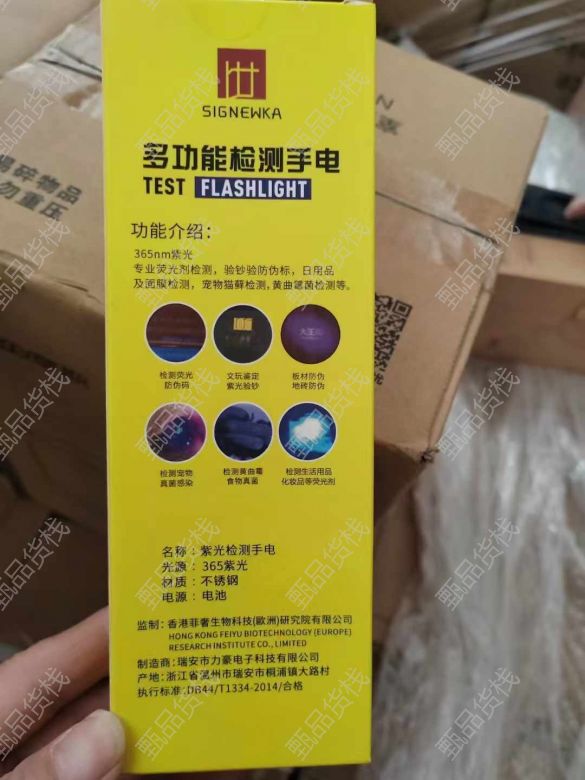 SIGNEWKA
多功能检测手电
TEST FLASHLIGHT
功能介绍：
365nm紫光
专业荧光剂检测，验钞验防伪标，日用品
及面膜检测，宠物猫藓检测，黄曲霉菌检测等。
检测荧光
防伪码
文玩鉴定
紫光验钞
板材防伪
地砖防伪
检测宠物
真菌感染
检测黄曲霉
食物真菌
检测生活用品
化妆品等荧光剂
名称：紫光检测手电
光源：365紫光
材质：不锈钢
电源：电池
监制：香港菲奢生物科技(歐洲)研究院有限公司
HONG KONG FEIYU BIOTECHNOLOGY (EUROPE)
RESEARCH INSTITUTE CO., LIMITED
制造商：瑞安市力豪电子科技有限公司
产地：浙江省温州市瑞安市桐浦镇大路村
执行标准：DB44/T1334-2014/合格
易碎物品
勿重压
甄品货栈